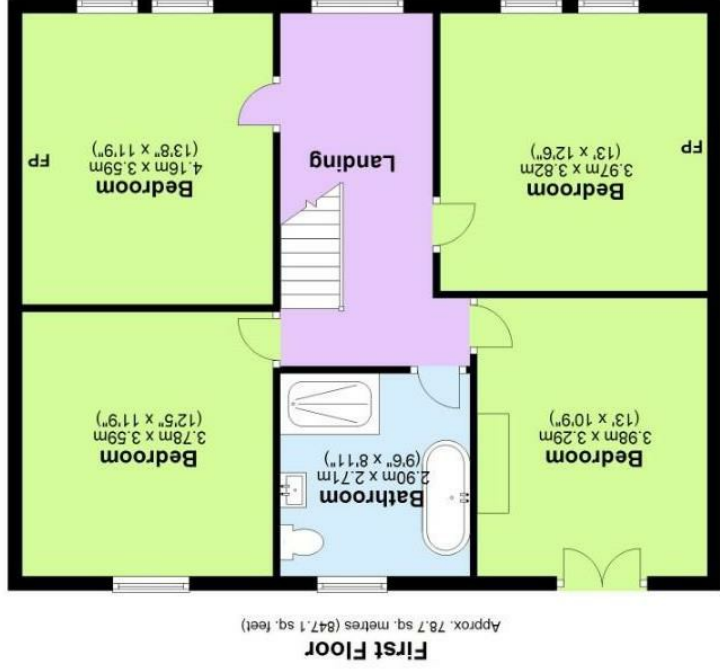 First Floor
Approx. 78.7 sq. metres (847.1 sq. feet)
Bedroom
3.98m x 3.29m
(13' x 10'9")
Bathroom
2.90m x 2.71m
(9'6" x 8'11")
Bedroom
3.78m x 3.59m
(12'5" x 11'9")
Bedroom
3.97m x 3.82m
(13' x 12'6")
FP
Landing
Bedroom
4.16m x 3.59m
(13'8" x 11'9")
FP